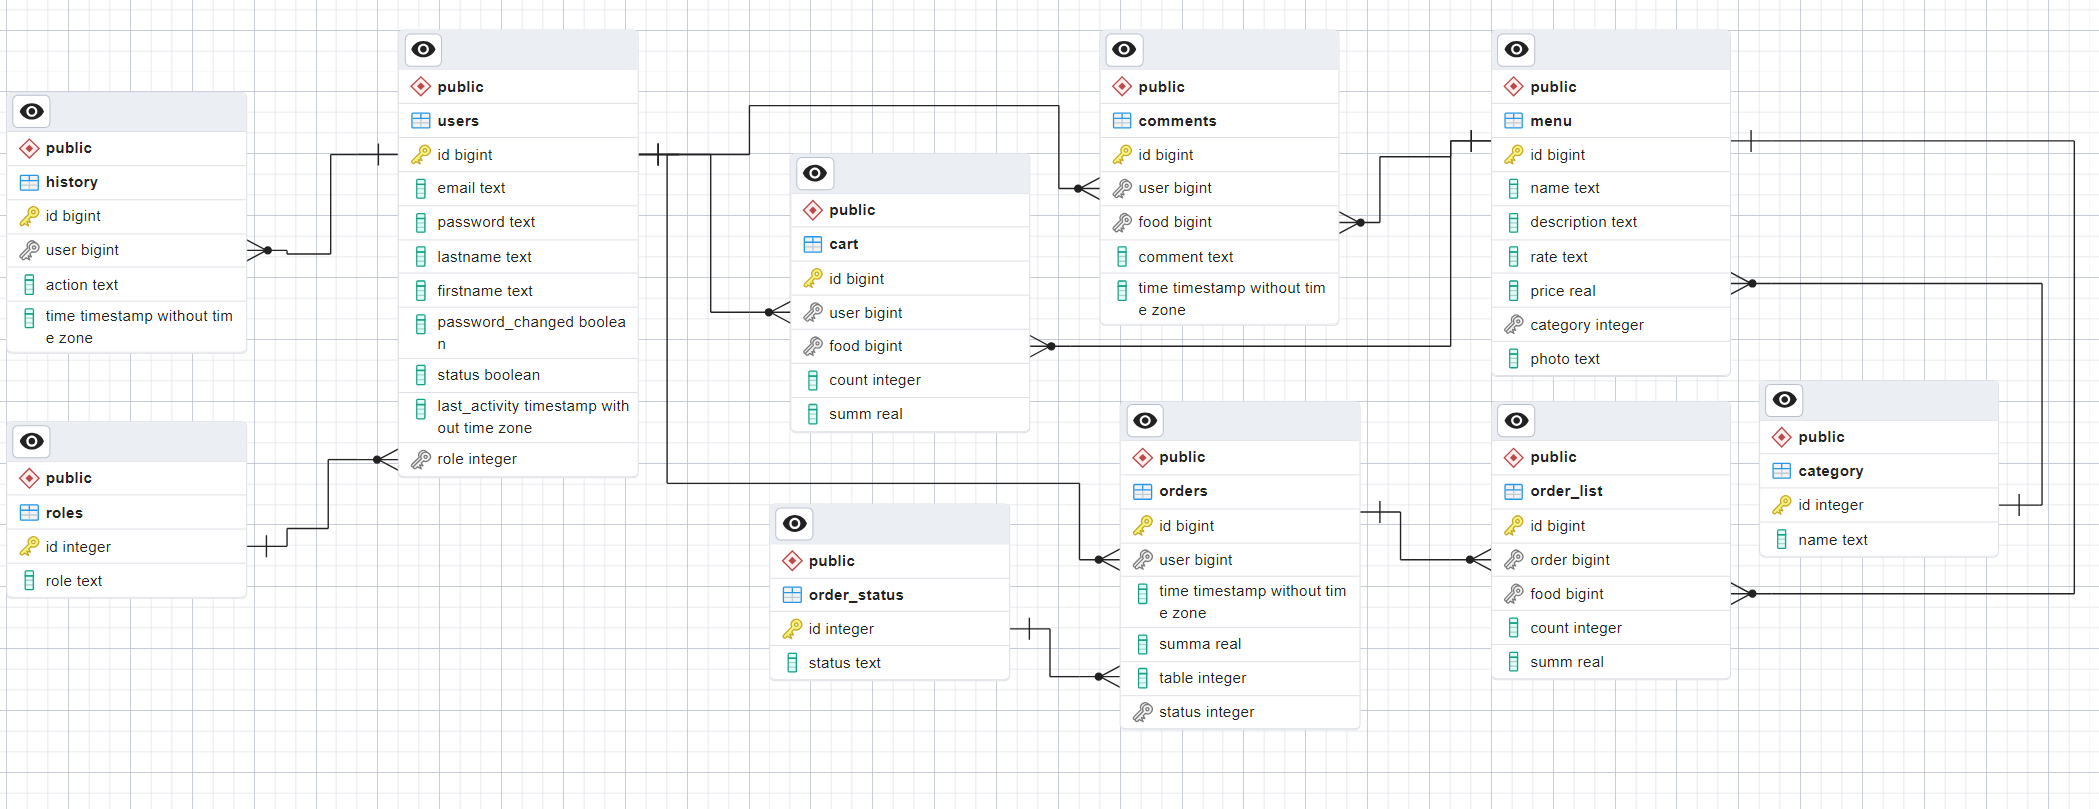 public
history
id bigint
user bigint
action text
time timestamp without tim
e zone
public
roles
id integer
role text
public
users
id bigint
email text
password text
lastname text
firstname text
password_changed boolea
n
status boolean
last_activity timestamp with
out time zone
role integer
public
cart
id bigint
user bigint
food bigint
count integer
summ real
public
order_status
id integer
status text
public
comments
id bigint
user bigint
food bigint
comment text
time timestamp without tim
e zone
public
orders
id bigint
user bigint
time timestamp without tim
e zone
summa real
table integer
status integer
public
menu
id bigint
name text
description text
rate text
price real
category integer
photo text
public
order_list
id bigint
order bigint
food bigint
count integer
summ real
public
category
id integer
name text